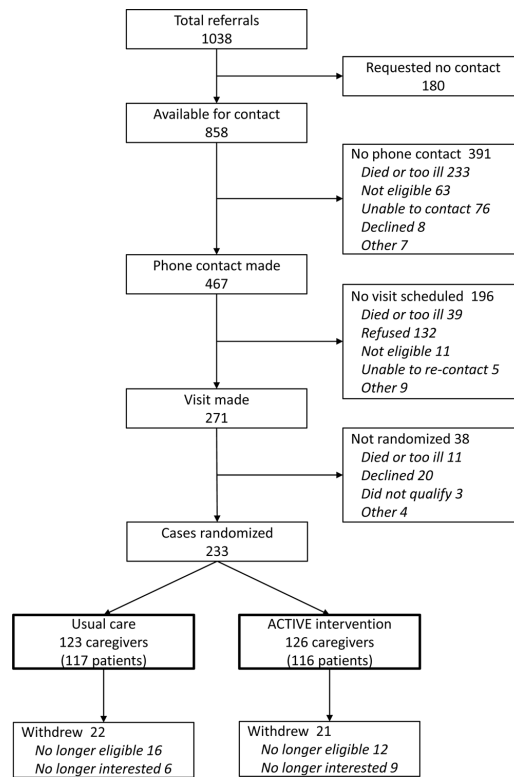 Total referrals
1038
Requested no contact
180
Available for contact
858
No phone contact 391
Died or too ill 233
Not eligible 63
Unable to contact 76
Declined 8
Other 7
Phone contact made
467
No visit scheduled 196
Died or too ill 39
Refused 132
Not eligible 11
Unable to re-contact 5
Other 9
Visit made
271
Not randomized 38
Died or too ill 11
Declined 20
Did not qualify 3
Other 4
Cases randomized
233
Usual care
123 caregivers
(117 patients)
ACTIVE intervention
126 caregivers
(116 patients)
Withdrew 22
No longer eligible 16
No longer interested 6
Withdrew 21
No longer eligible 12
No longer interested 9